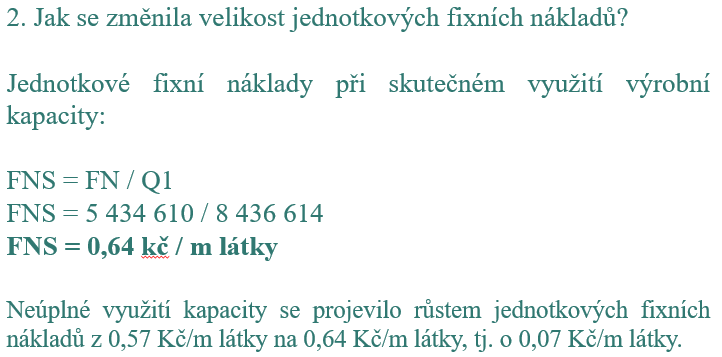 2. Jak se změnila velikost jednotkových fixních nákladů?
Jednotkové fixní náklady při skutečném využití výrobní
kapacity:
FNS = FN / Q1
FNS = 5 434 610 / 8 436 614
FNS = 0,64 kč / m látky
Neúplné využití kapacity se projevilo růstem jednotkových fixních
nákladů z 0,57 Kč/m látky na 0,64 Kč/m látky, tj. o 0,07 Kč/m látky.